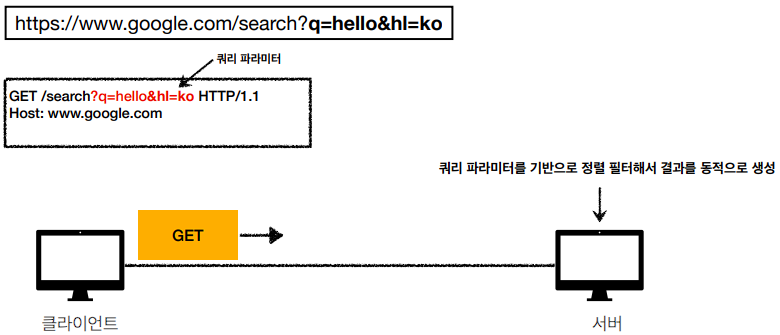 https://www.google.com/search?q=hello&hl=ko
쿼리 파라미터
GET /search?q=hello&hl=ko HTTP/1.1
Host: www.google.com
쿼리 파라미터를 기반으로 정렬 필터해서 결과를 동적으로 생성
GET
클라이언트
서버